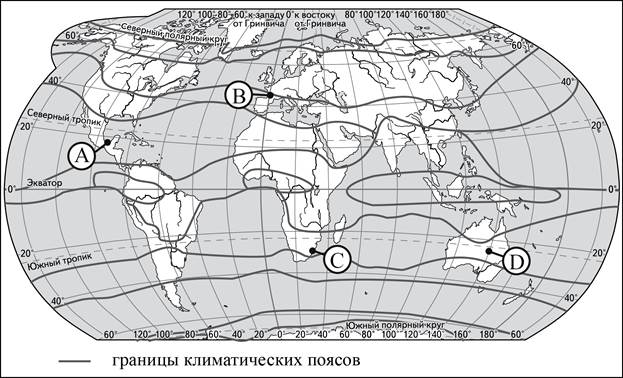 120° 100° 80° 60° к западу 0° к востоку 80° 100° 120° 140° 180°
от Гринвича от Гринвича
Северный полярный круг
60° 60°
40° 40°
B
Северный тропик
20° 20°
A
Экватор
0° 0°
C
D
20° 20°
Южный тропик
40° 40°
Южный полярный круг
60° 120° 100° 80° 60° 40° 20° 0° 20° 40° 60° 80° 100° 120° 140° 180° 60°
границы климатических поясов